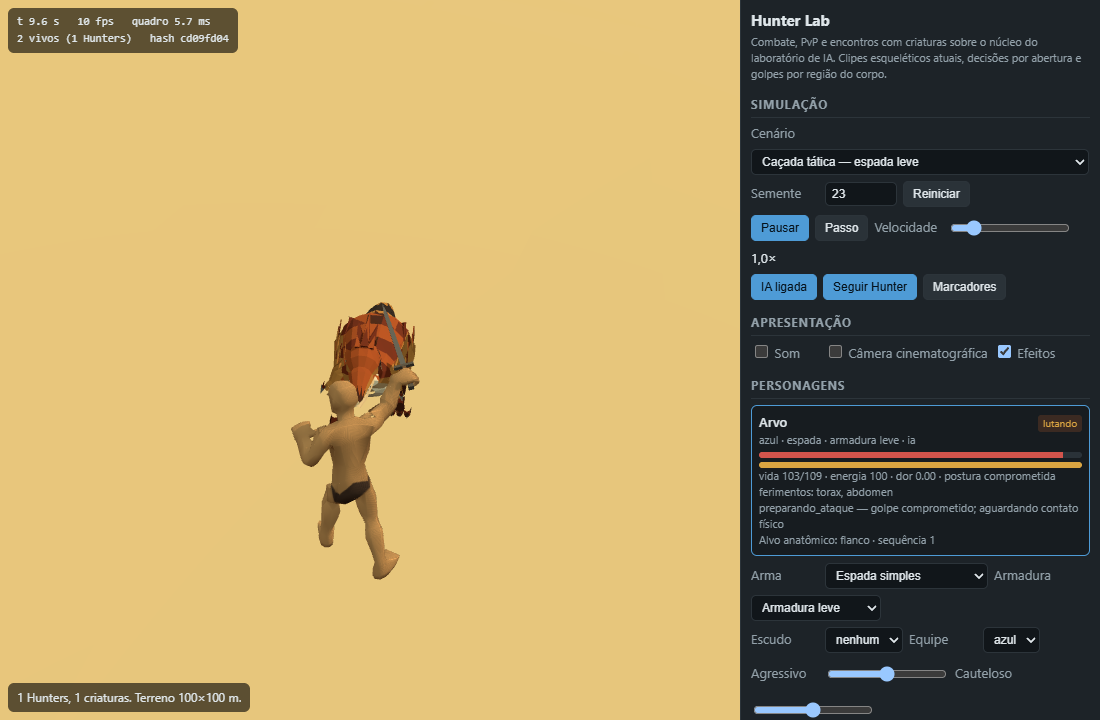 t 9.6 s   10 fps   quadro 5.7 ms
2 vivos (1 Hunters)   hash cd09fd04
1 Hunters, 1 criaturas. Terreno 100×100 m.
Hunter Lab
Combate, PvP e encontros com criaturas sobre o núcleo do
laboratório de IA. Clipes esqueléticos atuais, decisões por abertura e
golpes por região do corpo.
SIMULAÇÃO
Cenário
Caçada tática — espada leve
Semente 23 Reiniciar
Pausar Passo Velocidade
1,0×
IA ligada Seguir Hunter Marcadores
APRESENTAÇÃO
Som Câmera cinematográfica Efeitos
PERSONAGENS
Arvo lutando
azul · espada · armadura leve · ia
vida 103/109 · energia 100 · dor 0.00 · postura comprometida
ferimentos: torax, abdomen
preparando_ataque — golpe comprometido; aguardando contato
físico
Alvo anatômico: flanco · sequência 1
Arma Espada simples Armadura
Armadura leve
Escudo nenhum Equipe azul
Agressivo Cauteloso